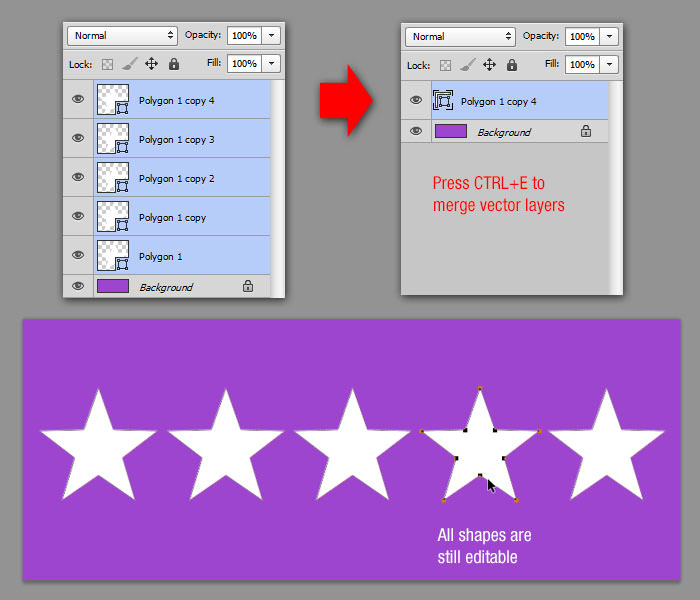 Normal Opacity: 100%
Lock: Fill: 100%
Polygon 1 copy 4
Polygon 1 copy 3
Polygon 1 copy 2
Polygon 1 copy
Polygon 1
Background
Normal Opacity: 100%
Lock: Fill: 100%
Polygon 1 copy 4
Background
Press CTRL+E to
merge vector layers
All shapes are
still editable